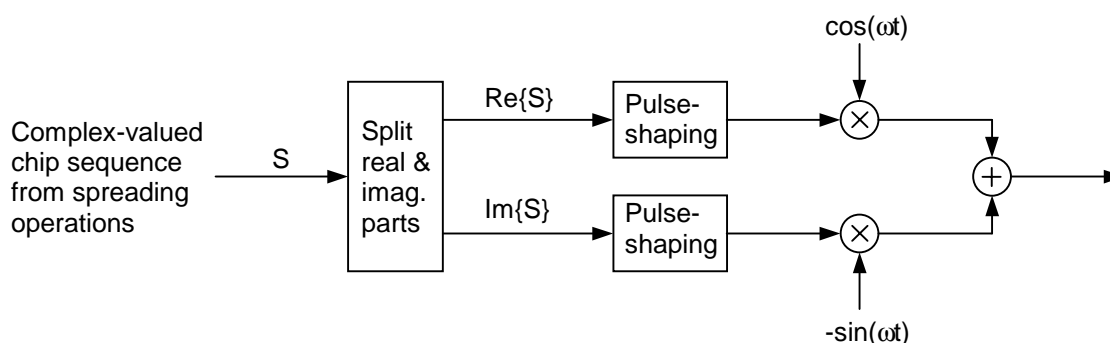 cos(ωt)
Complex-valued
chip sequence
from spreading
operations
S
Split
real &
imag.
parts
Re{S}
Im{S}
Pulse-
shaping
Pulse-
shaping
-sin(ωt)